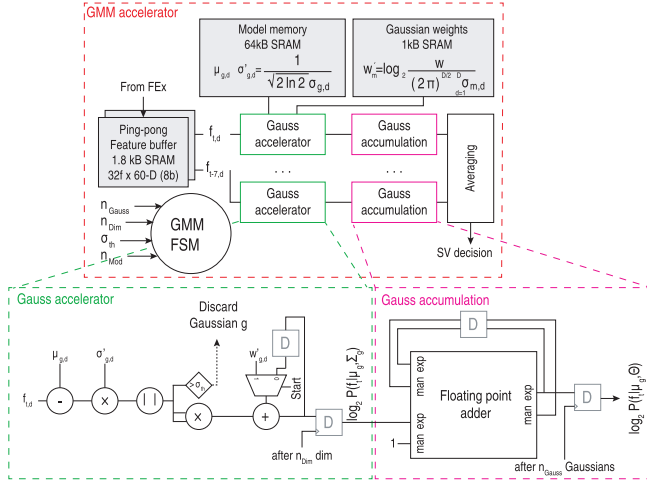 GMM accelerator
Model memory
64kB SRAM
μg,d σ'g,d = 1 / √2 ln 2 σg,d
Gaussian weights
1kB SRAM
w'm = log2 w / (2π)^D/2 D σm,d d=1
From FEx
Ping-pong
Feature buffer
1.8 kB SRAM
32f x 60-D (8b)
ft,d
Gauss
accelerator
Gauss
accumulation
Averaging
ft-7,d
. . .
. . .
Gauss
accelerator
Gauss
accumulation
nGauss
nDim
σth
nMod
GMM
FSM
SV decision
Gauss accelerator
Discard
Gaussian g
μg,d
σ'g,d
w'g,d
1
0
D
Start
ft,d
-
×
| |
>σth
×
+
D
log2 P(ft|μg,Σg)
after nDim dim
Gauss accumulation
D
man exp
man exp
man exp
Floating point
adder
1
D
after nGauss Gaussians
log2 P(ft|μg,Θ)